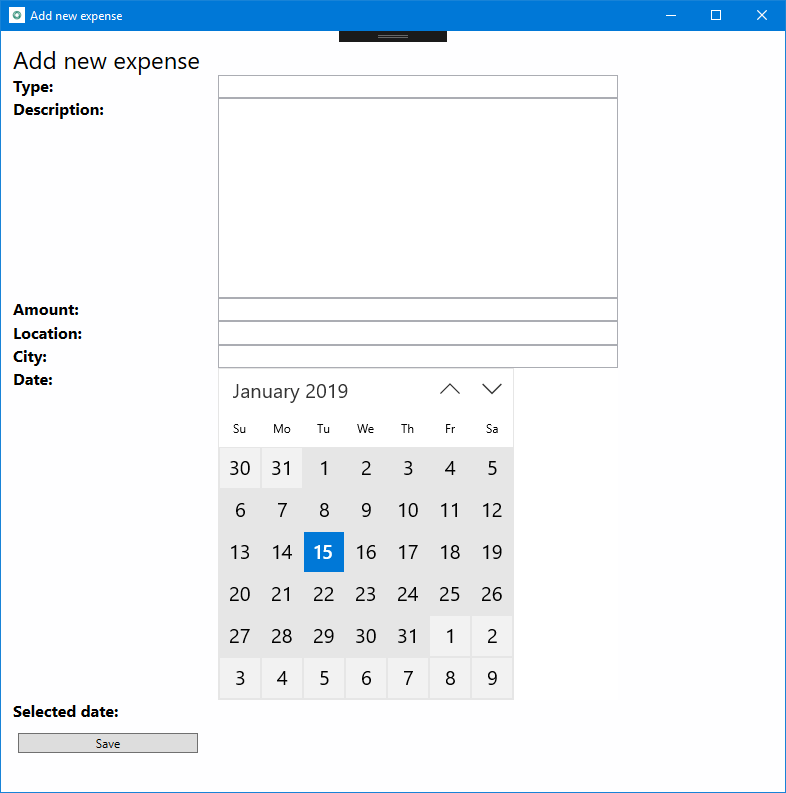 Add new expense
Add new expense
Type:
Description:
Amount:
Location:
City:
Date:
January 2019
Su Mo Tu We Th Fr Sa
30 31 1 2 3 4 5
6 7 8 9 10 11 12
13 14 15 16 17 18 19
20 21 22 23 24 25 26
27 28 29 30 31 1 2
3 4 5 6 7 8 9
Selected date:
Save